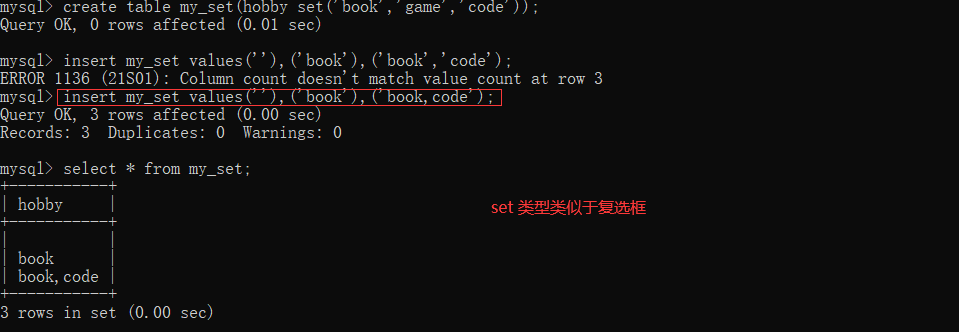 mysql> create table my_set(hobby set('book','game','code'));
Query OK, 0 rows affected (0.01 sec)
mysql> insert my_set values(''),('book'),('book','code');
ERROR 1136 (21S01): Column count doesn't match value count at row 3
mysql> insert my_set values(''),('book'),('book,code');
Query OK, 3 rows affected (0.00 sec)
Records: 3  Duplicates: 0  Warnings: 0
mysql> select * from my_set;
+-----------+
| hobby     |
set 类型类似于复选框
+-----------+
|           |
| book      |
| book,code |
+-----------+
3 rows in set (0.00 sec)